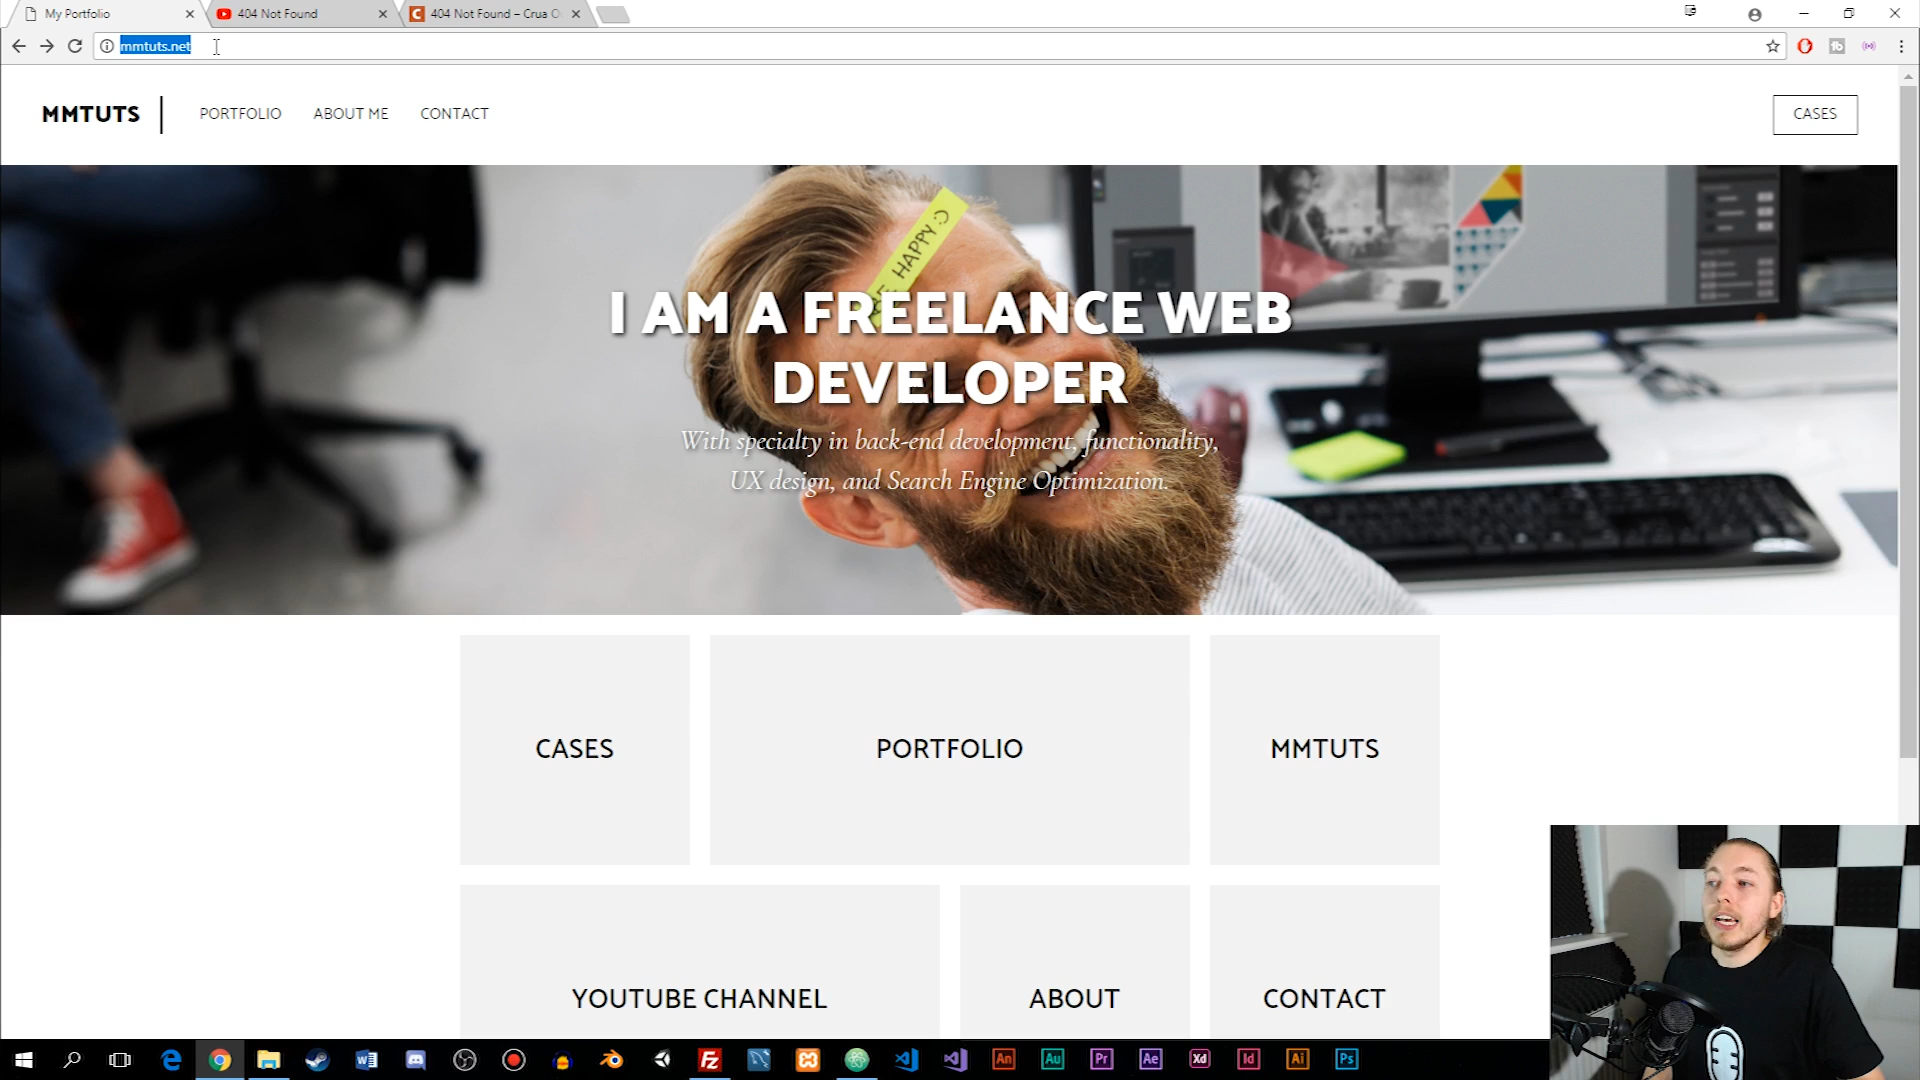 My Portfolio
404 Not Found
404 Not Found – Crua O
mmtuts.net
MMTUTS
PORTFOLIO
ABOUT ME
CONTACT
CASES
HAPPY :)
I AM A FREELANCE WEB
DEVELOPER
With specialty in back-end development, functionality,
UX design, and Search Engine Optimization.
CASES
PORTFOLIO
MMTUTS
YOUTUBE CHANNEL
ABOUT
CONTACT
An
Au
Pr
Ae
Xd
Id
Ai
Ps